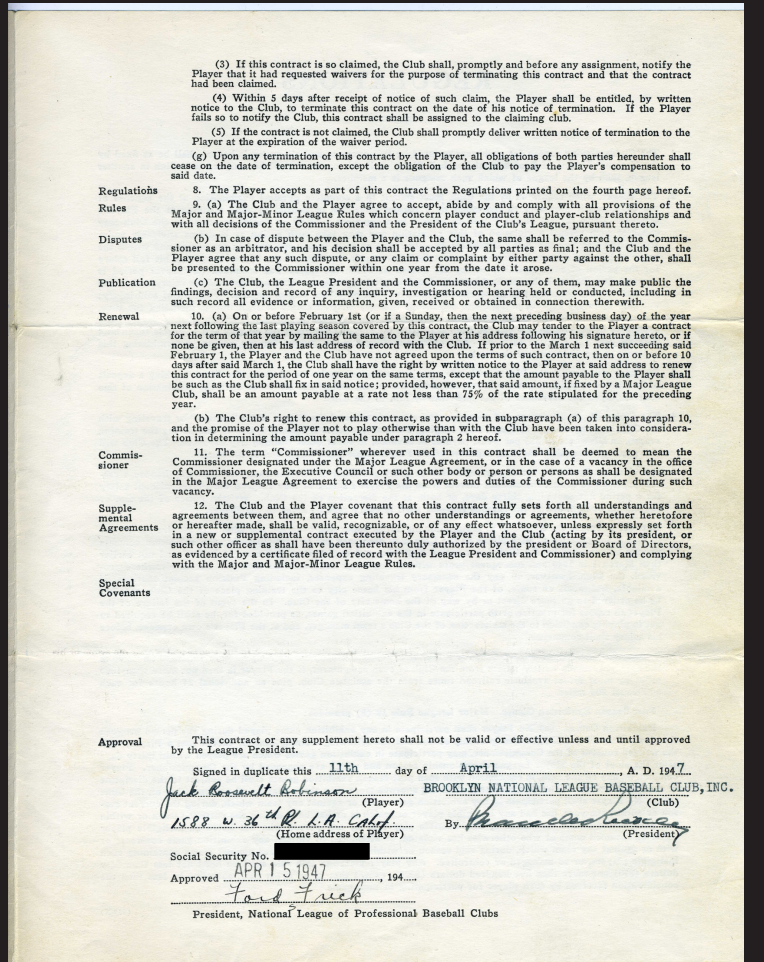 (3) If this contract is so claimed, the Club shall, promptly and before any assignment, notify the
Player that it had requested waivers for the purpose of terminating this contract and that the contract
had been claimed.
(4) Within 5 days after receipt of notice of such claim, the Player shall be entitled, by written
notice to the Club, to terminate this contract on the date of his notice of termination. If the Player
fails so to notify the Club, this contract shall be assigned to the claiming club.
(5) If the contract is not claimed, the Club shall promptly deliver written notice of termination to the
Player at the expiration of the waiver period.
(g) Upon any termination of this contract by the Player, all obligations of both parties hereunder shall
cease on the date of termination, except the obligation of the Club to pay the Player's compensation to
said date.
Regulations 8. The Player accepts as part of this contract the Regulations printed on the fourth page hereof.
Rules 9. (a) The Club and the Player agree to accept, abide by and comply with all provisions of the
Major and Major-Minor League Rules which concern player conduct and player-club relationships and
with all decisions of the Commissioner and the President of the Club's League, pursuant thereto.
Disputes (b) In case of dispute between the Player and the Club, the same shall be referred to the Commis-
sioner as an arbitrator, and his decision shall be accepted by all parties as final; and the Club and the
Player agree that any such dispute, or any claim or complaint by either party against the other, shall
be presented to the Commissioner within one year from the date it arose.
Publication (c) The Club, the League President and the Commissioner, or any of them, may make public the
findings, decision and record of any inquiry, investigation or hearing held or conducted, including in
such record all evidence or information, given, received or obtained in connection therewith.
Renewal 10. (a) On or before February 1st (or if a Sunday, then the next preceding business day) of the year
next following the last playing season covered by this contract, the Club may tender to the Player a contract
for the term of that year by mailing the same to the Player at his address following his signature hereto, or if
none be given, then at his last address of record with the Club. If prior to the March 1 next succeeding said
February 1, the Player and the Club have not agreed upon the terms of such contract, then on or before 10
days after said March 1, the Club shall have the right by written notice to the Player at said address to renew
this contract for the period of one year on the same terms, except that the amount payable to the Player shall
be such as the Club shall fix in said notice; provided, however, that said amount, if fixed by a Major League
Club, shall be an amount payable at a rate not less than 75% of the rate stipulated for the preceding
year.
(b) The Club's right to renew this contract, as provided in subparagraph (a) of this paragraph 10,
and the promise of the Player not to play otherwise than with the Club have been taken into considera-
tion in determining the amount payable under paragraph 2 hereof.
Commis- 11. The term "Commissioner" wherever used in this contract shall be deemed to mean the
sioner Commissioner designated under the Major League Agreement, or in the case of a vacancy in the office
of Commissioner, the Executive Council or such other body or person or persons as shall be designated
in the Major League Agreement to exercise the powers and duties of the Commissioner during such
vacancy.
Supple- 12. The Club and the Player covenant that this contract fully sets forth all understandings and
mental agreements between them, and agree that no other understandings or agreements, whether heretofore
Agreements or hereafter made, shall be valid, recognizable, or of any effect whatsoever, unless expressly set forth
in a new or supplemental contract executed by the Player and the Club (acting by its president, or
such other officer as shall have been thereunto duly authorized by the president or Board of Directors,
as evidenced by a certificate filed of record with the League President and Commissioner) and complying
with the Major and Major-Minor League Rules.
Special
Covenants
Approval This contract or any supplement hereto shall not be valid or effective unless and until approved
by the League President.
Signed in duplicate this 11th day of April, A. D. 1947.
Jack Roosevelt Robinson BROOKLYN NATIONAL LEAGUE BASEBALL CLUB, INC.
(Player) (Club)
1588 W. 36th Pl. L.A. Calif. By
(Home address of Player) (President)
Social Security No.
Approved APR 15 1947, 194
Ford Frick
President, National League of Professional Baseball Clubs